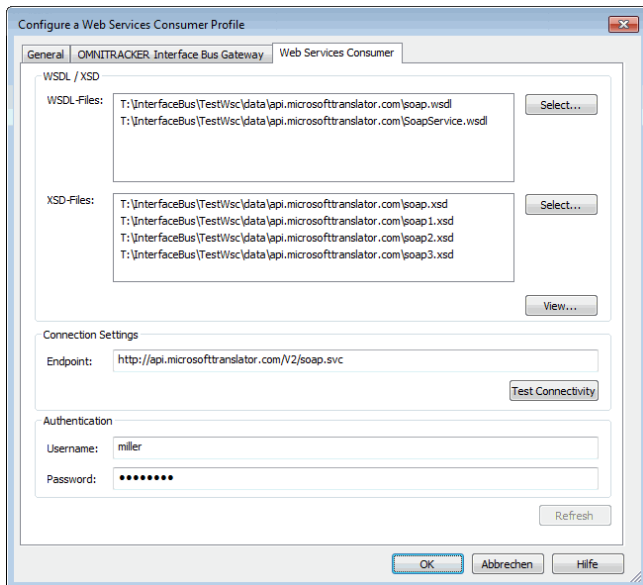 Configure a Web Services Consumer Profile
General OMNITRACKER Interface Bus Gateway Web Services Consumer
WSDL / XSD
WSDL-Files:
T:\InterfaceBus\TestWsc\data\api.microsofttranslator.com\soap.wsdl
T:\InterfaceBus\TestWsc\data\api.microsofttranslator.com\SoapService.wsdl
Select...
XSD-Files:
T:\InterfaceBus\TestWsc\data\api.microsofttranslator.com\soap.xsd
T:\InterfaceBus\TestWsc\data\api.microsofttranslator.com\soap1.xsd
T:\InterfaceBus\TestWsc\data\api.microsofttranslator.com\soap2.xsd
T:\InterfaceBus\TestWsc\data\api.microsofttranslator.com\soap3.xsd
Select...
View...
Connection Settings
Endpoint: http://api.microsofttranslator.com/V2/soap.svc
Test Connectivity
Authentication
Username: miller
Password: ●●●●●●●●
Refresh
OK Abbrechen Hilfe